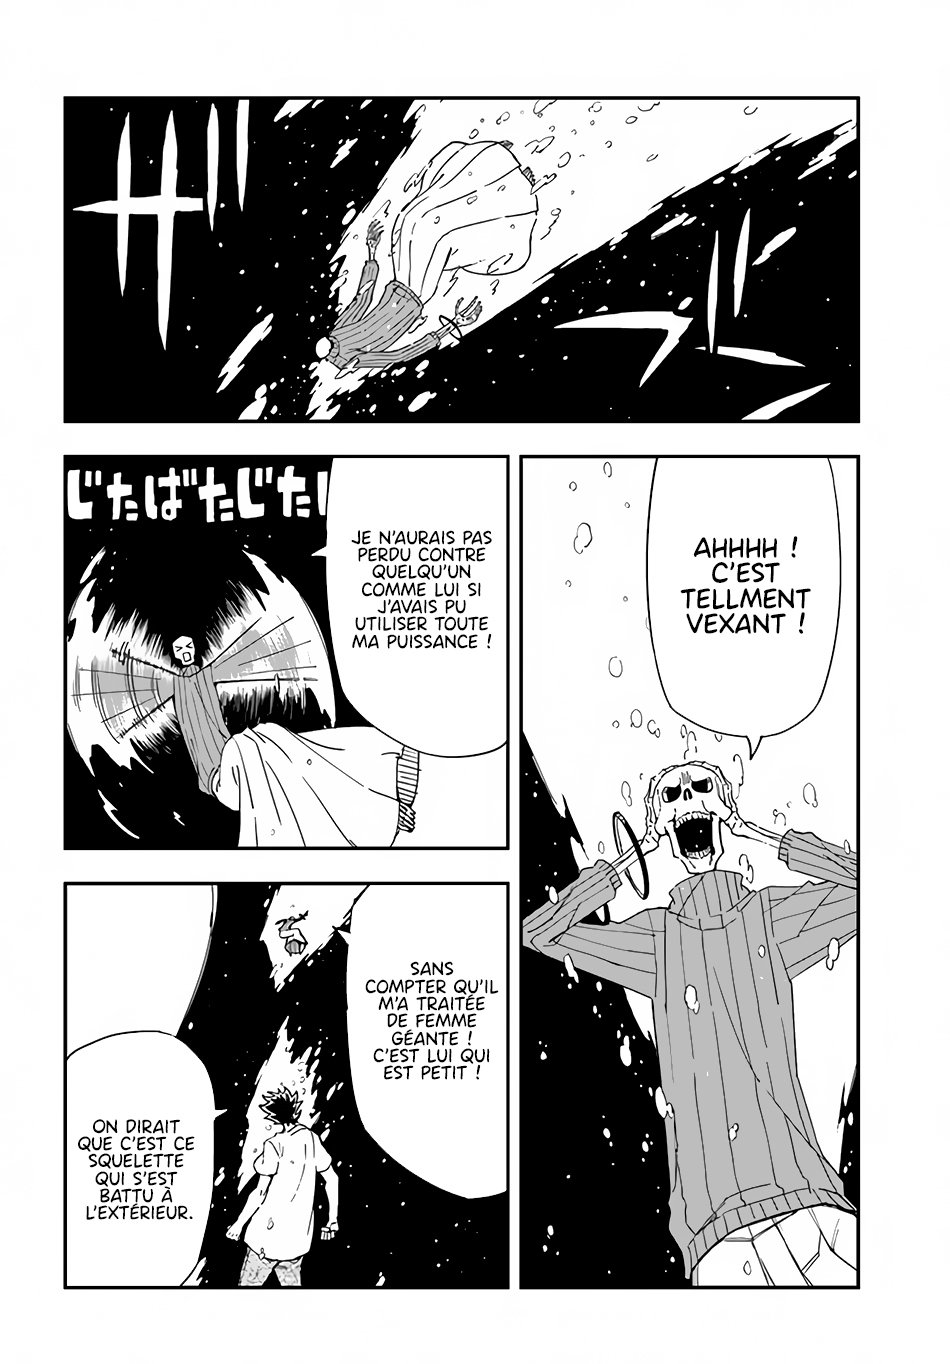 ザブ
AHHHH !
C'EST
TELLMENT
VEXANT !
じたばたじた
JE N'AURAIS PAS
PERDU CONTRE
QUELQU'UN
COMME LUI SI
J'AVAIS PU
UTILISER TOUTE
MA PUISSANCE !
SANS
COMPTER QU'IL
M'A TRAITÉE
DE FEMME
GÉANTE !
C'EST LUI QUI
EST PETIT !
ON DIRAIT
QUE C'EST CE
SQUELETTE
QUI S'EST
BATTU À
L'EXTÉRIEUR.